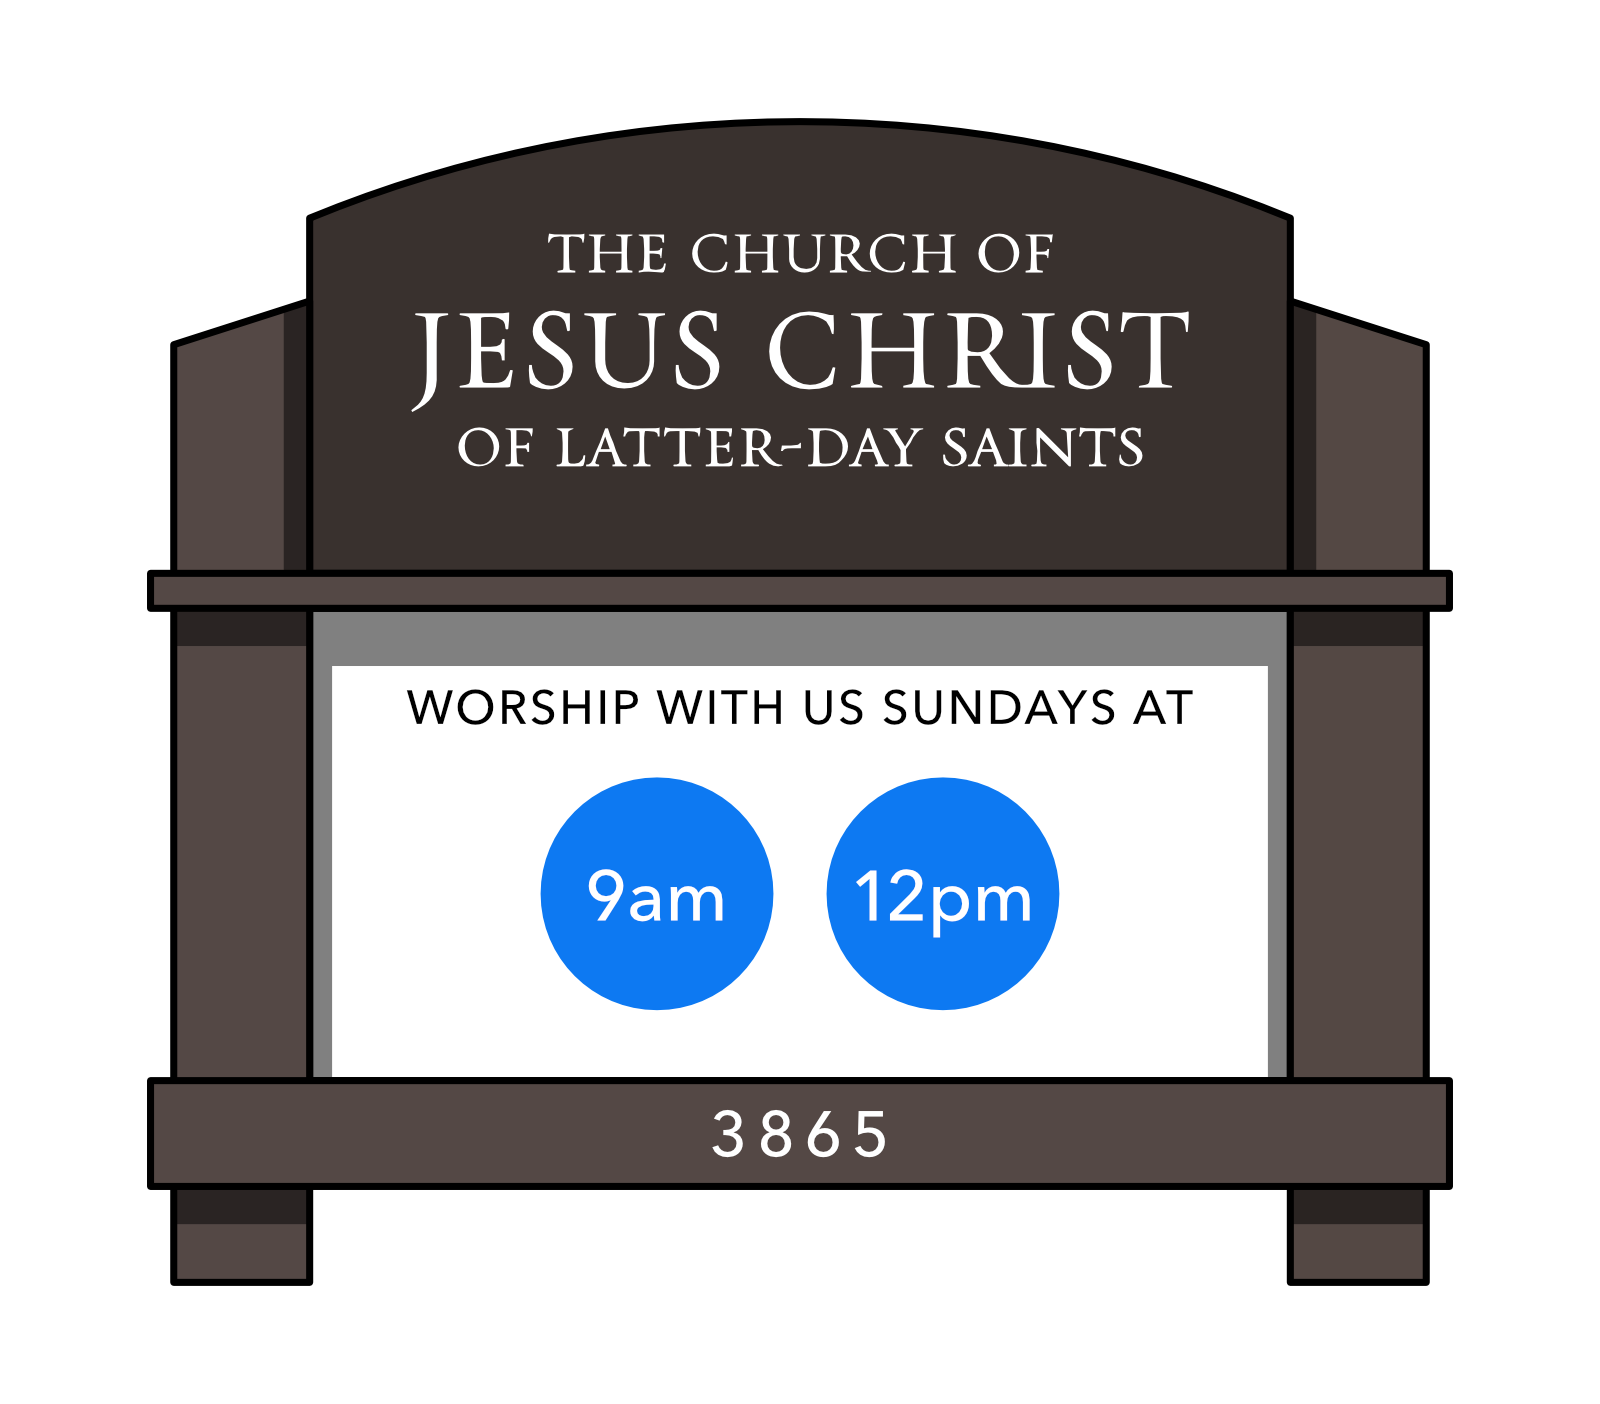 THE CHURCH OF
JESUS CHRIST
OF LATTER-DAY SAINTS
WORSHIP WITH US SUNDAYS AT
9am 12pm
3865